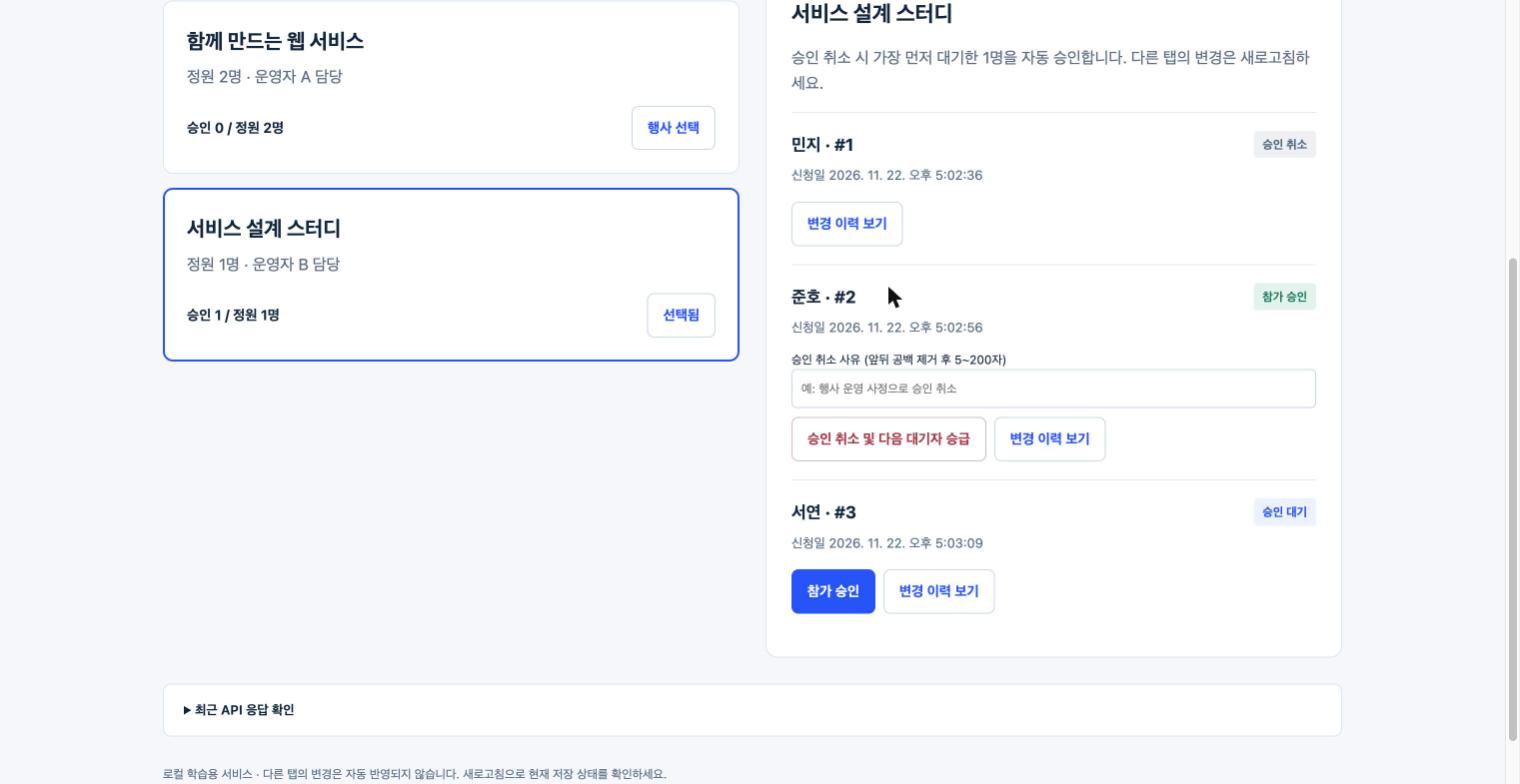 함께 만드는 웹 서비스
정원 2명 · 운영자 A 담당
승인 0 / 정원 2명
행사 선택
서비스 설계 스터디
정원 1명 · 운영자 B 담당
승인 1 / 정원 1명
선택됨
서비스 설계 스터디
승인 취소 시 가장 먼저 대기한 1명을 자동 승인합니다. 다른 탭의 변경은 새로고침하
세요.
민지 · #1
승인 취소
신청일 2026. 11. 22. 오후 5:02:36
변경 이력 보기
준호 · #2
참가 승인
신청일 2026. 11. 22. 오후 5:02:56
승인 취소 사유 (앞뒤 공백 제거 후 5~200자)
예: 행사 운영 사정으로 승인 취소
승인 취소 및 다음 대기자 승급
변경 이력 보기
서연 · #3
승인 대기
신청일 2026. 11. 22. 오후 5:03:09
참가 승인
변경 이력 보기
▶ 최근 API 응답 확인
로컬 학습용 서비스 · 다른 탭의 변경은 자동 반영되지 않습니다. 새로고침으로 현재 저장 상태를 확인하세요.